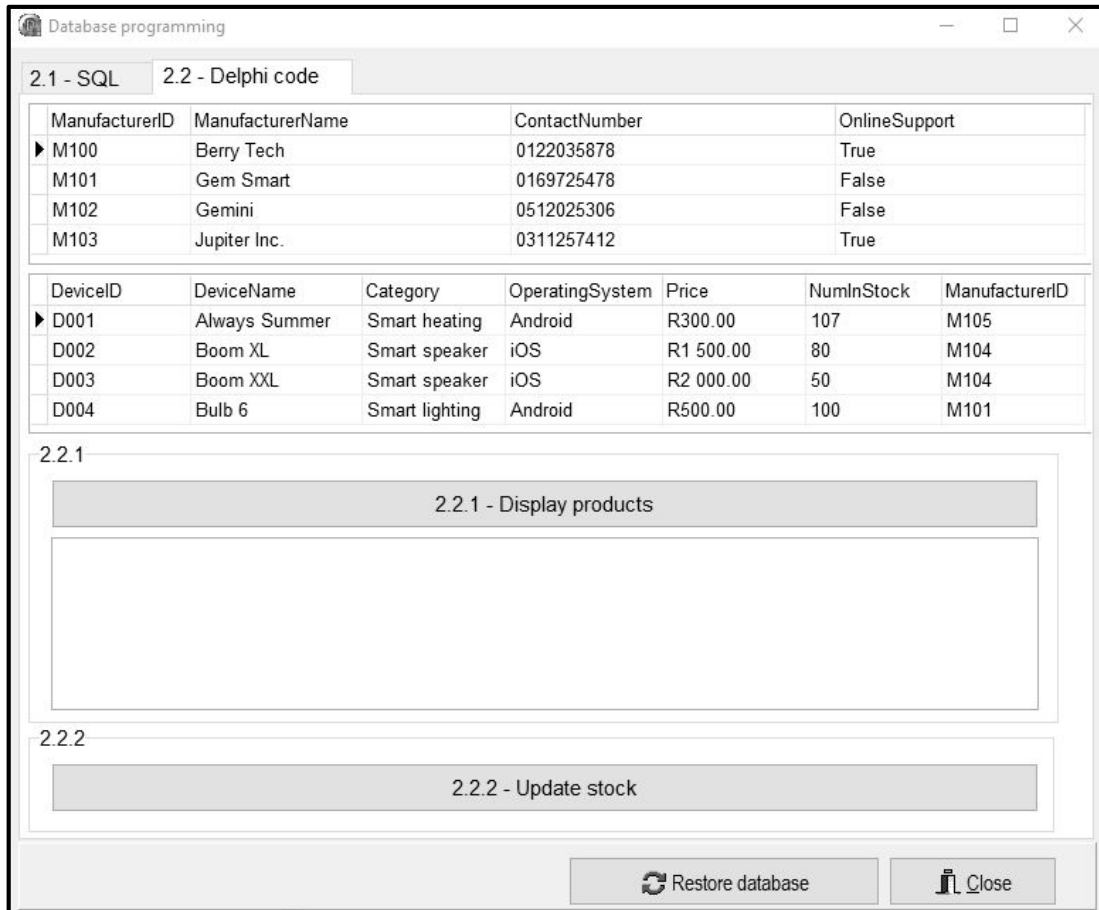 Database programming
2.1 - SQL 2.2 - Delphi code
ManufacturerID ManufacturerName ContactNumber OnlineSupport
M100 Berry Tech 0122035878 True
M101 Gem Smart 0169725478 False
M102 Gemini 0512025306 False
M103 Jupiter Inc. 0311257412 True
DeviceID DeviceName Category OperatingSystem Price NumInStock ManufacturerID
D001 Always Summer Smart heating Android R300.00 107 M105
D002 Boom XL Smart speaker iOS R1 500.00 80 M104
D003 Boom XXL Smart speaker iOS R2 000.00 50 M104
D004 Bulb 6 Smart lighting Android R500.00 100 M101
2.2.1
2.2.1 - Display products
2.2.2
2.2.2 - Update stock
Restore database Close